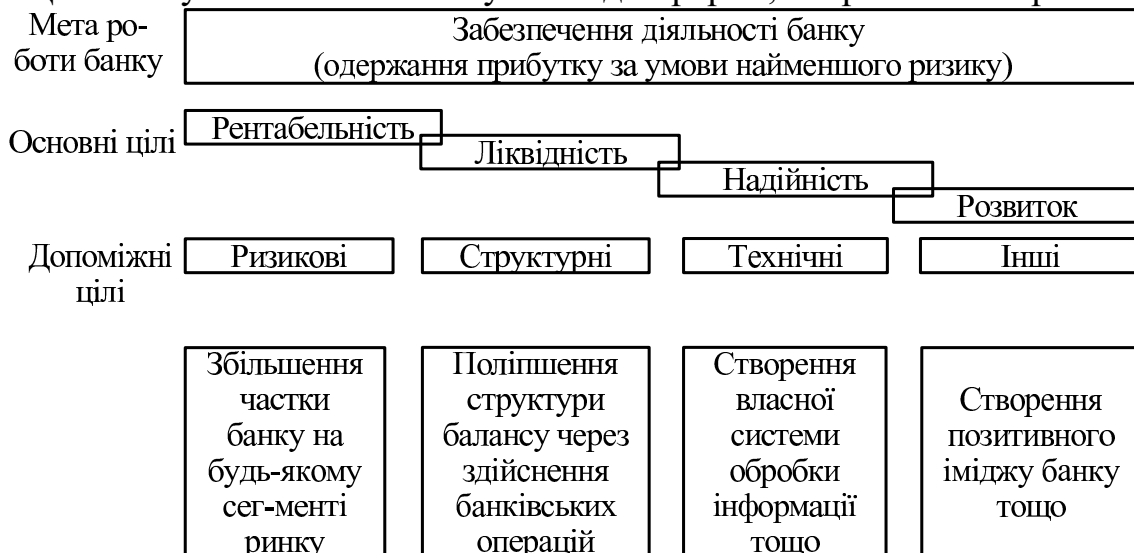 Мета ро-
боти банку
Забезпечення діяльності банку
(одержання прибутку за умови найменшого ризику)
Основні цілі
Рентабельність
Ліквідність
Надійність
Розвиток
Допоміжні
цілі
Ризикові
Структурні
Технічні
Інші
Збільшення
частки
банку на
будь-якому
сег-менті
ринку
Поліпшення
структури
балансу через
здійснення
банківських
операцій
Створення
власної
системи
обробки
інформації
тощо
Створення
позитивного
іміджу банку
тощо